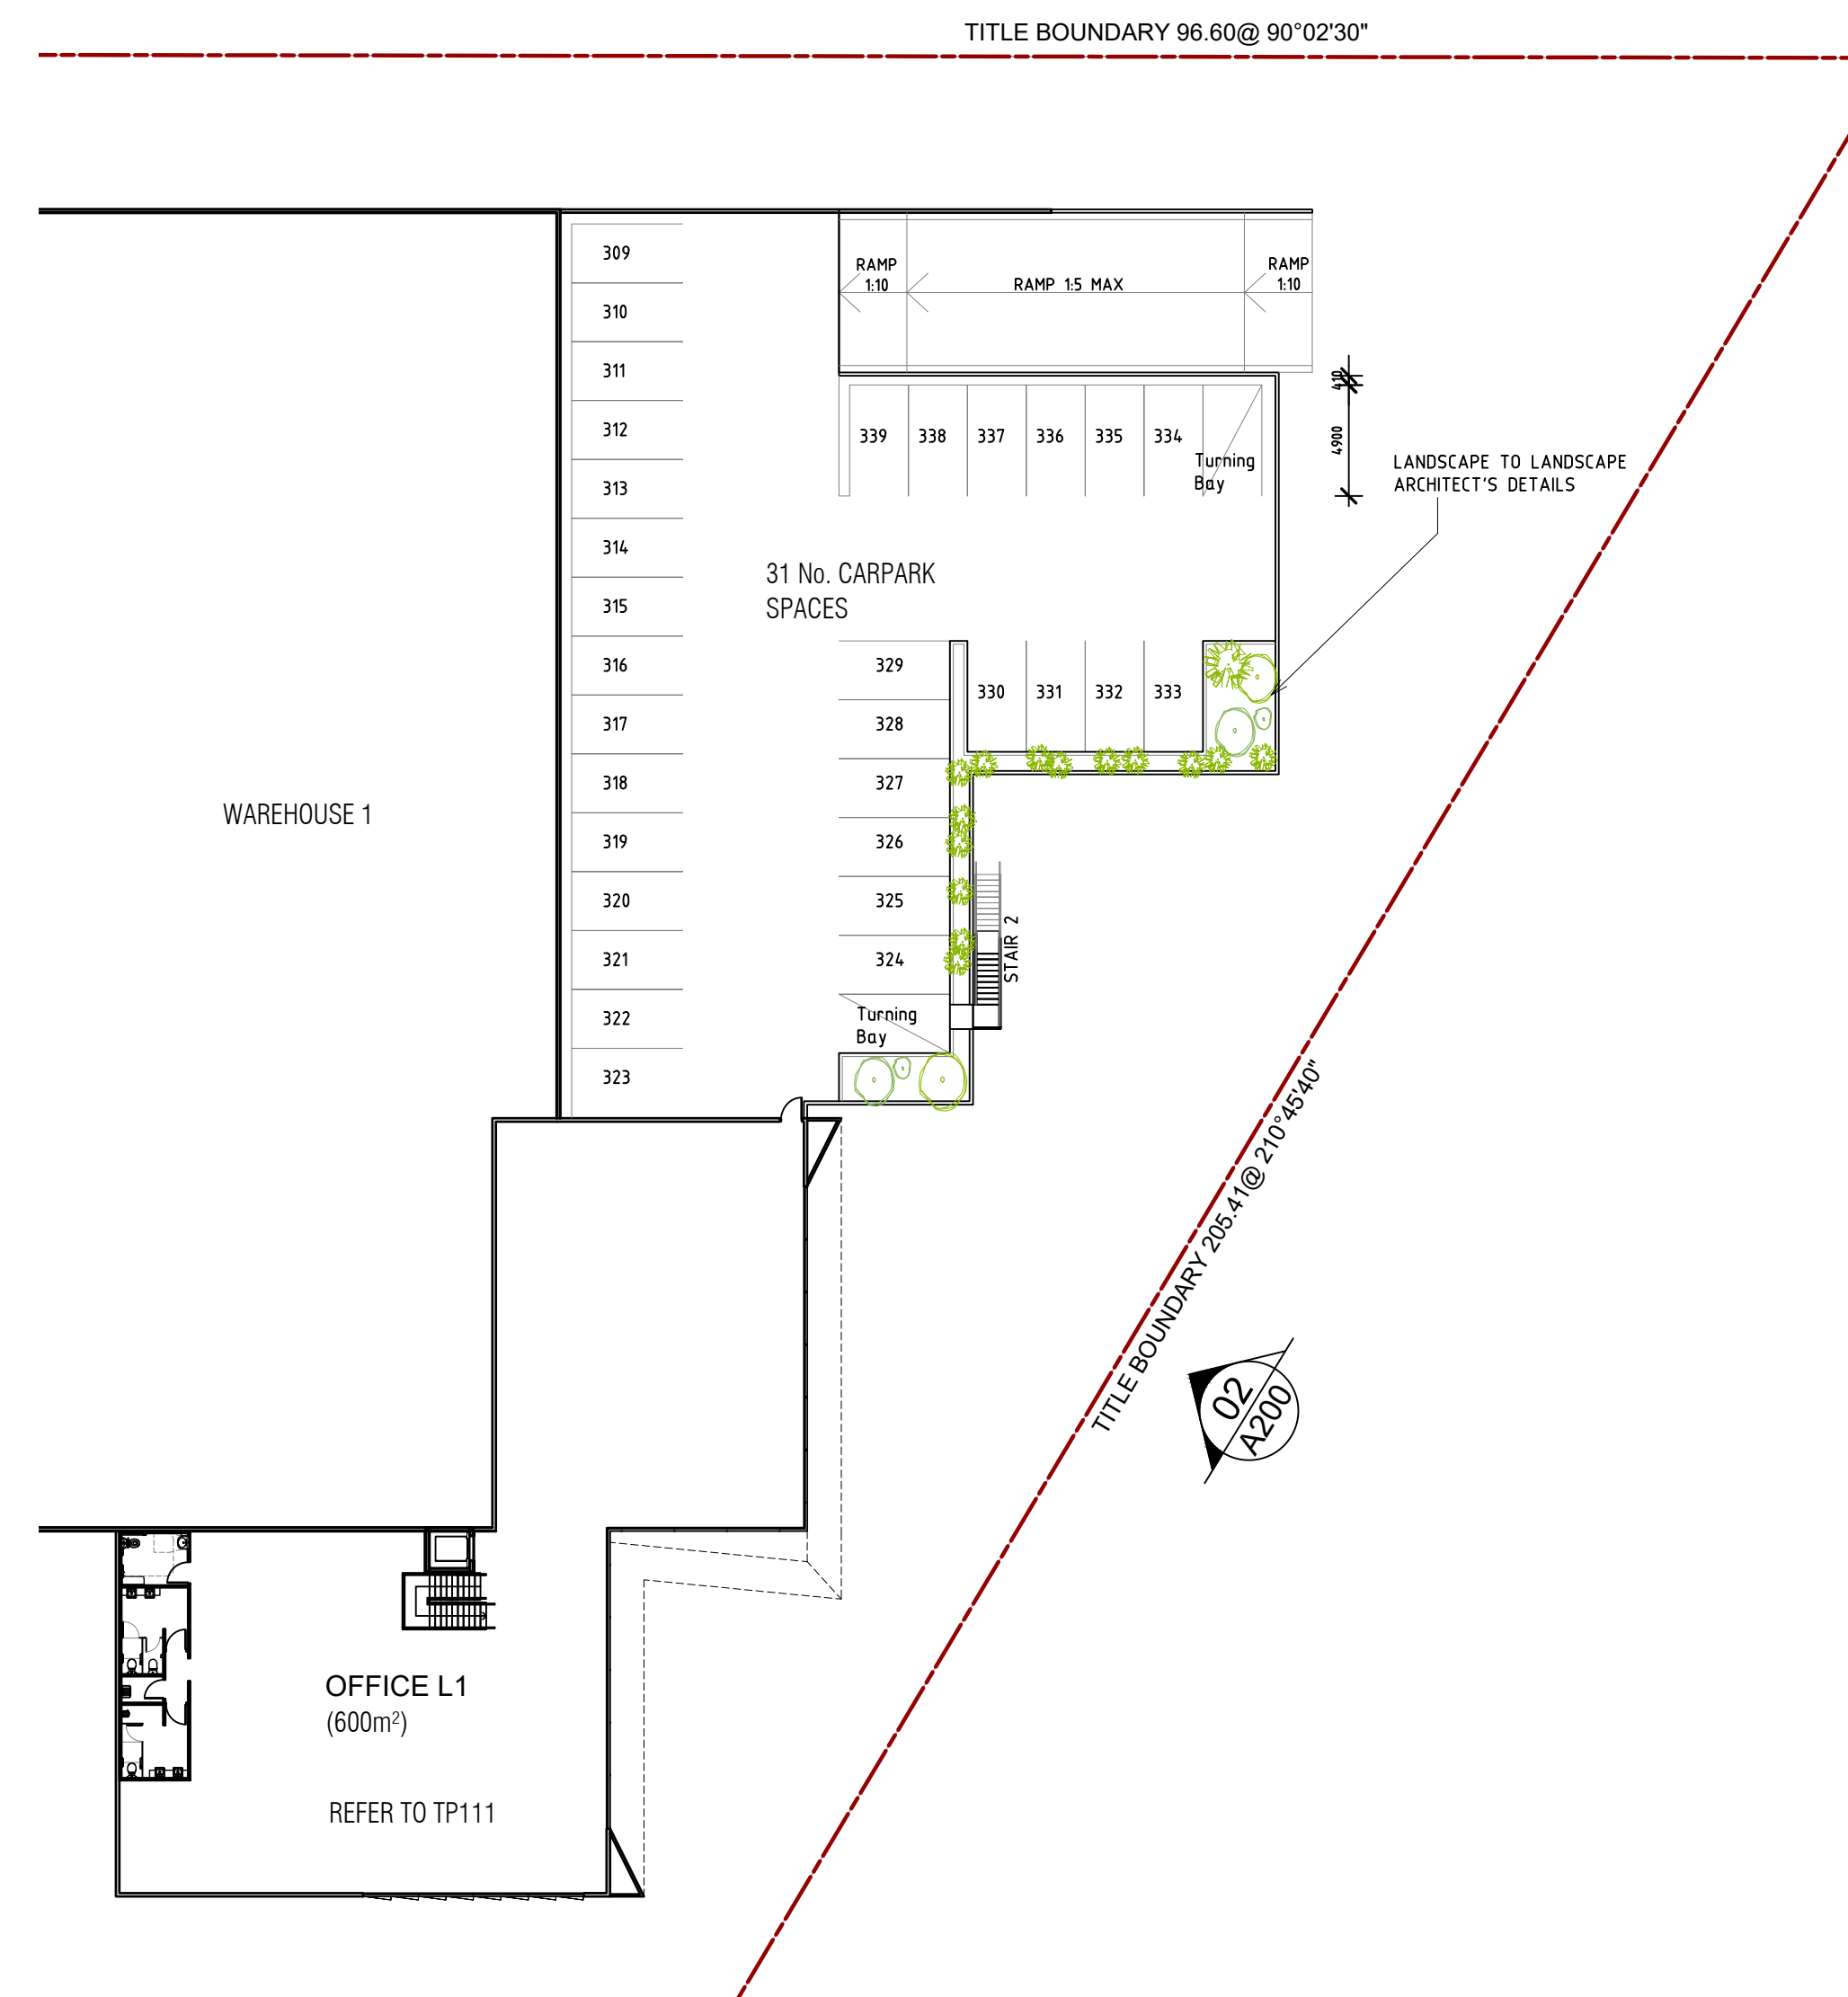 TITLE BOUNDARY 96.60@ 90°02'30"
309
310
311
312
313
314
315
316
317
318
319
320
321
322
323
RAMP
1:10
RAMP 1:5 MAX
RAMP
1:10
339
338
337
336
335
334
Turning
Bay
410
4900
LANDSCAPE TO LANDSCAPE
ARCHITECT'S DETAILS
31 No. CARPARK
SPACES
329
328
327
326
325
324
330
331
332
333
Turning
Bay
STAIR 2
WAREHOUSE 1
TITLE BOUNDARY 205.41@ 210°45'40"
02
A200
OFFICE L1
(600m²)
REFER TO TP111